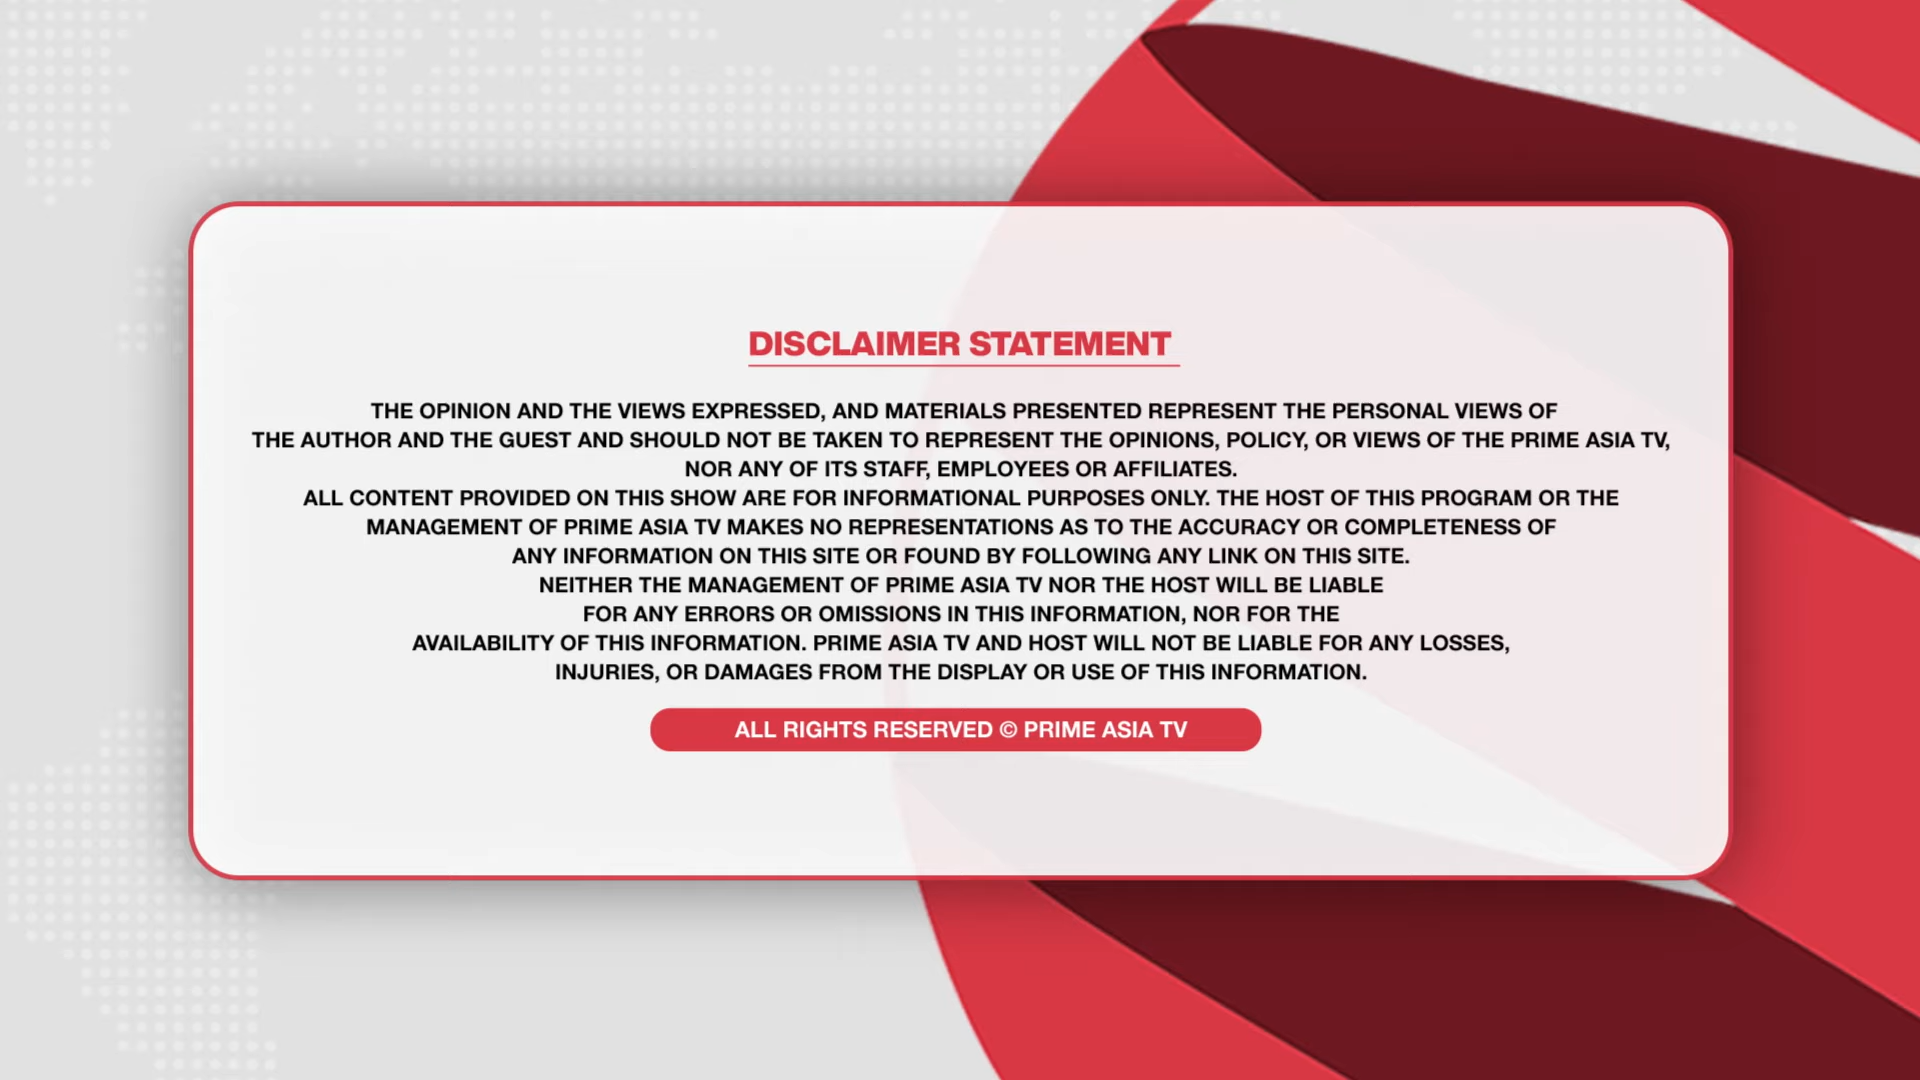 DISCLAIMER STATEMENT
THE OPINION AND THE VIEWS EXPRESSED, AND MATERIALS PRESENTED REPRESENT THE PERSONAL VIEWS OF
THE AUTHOR AND THE GUEST AND SHOULD NOT BE TAKEN TO REPRESENT THE OPINIONS, POLICY, OR VIEWS OF THE PRIME ASIA TV,
NOR ANY OF ITS STAFF, EMPLOYEES OR AFFILIATES.
ALL CONTENT PROVIDED ON THIS SHOW ARE FOR INFORMATIONAL PURPOSES ONLY. THE HOST OF THIS PROGRAM OR THE
MANAGEMENT OF PRIME ASIA TV MAKES NO REPRESENTATIONS AS TO THE ACCURACY OR COMPLETENESS OF
ANY INFORMATION ON THIS SITE OR FOUND BY FOLLOWING ANY LINK ON THIS SITE.
NEITHER THE MANAGEMENT OF PRIME ASIA TV NOR THE HOST WILL BE LIABLE
FOR ANY ERRORS OR OMISSIONS IN THIS INFORMATION, NOR FOR THE
AVAILABILITY OF THIS INFORMATION. PRIME ASIA TV AND HOST WILL NOT BE LIABLE FOR ANY LOSSES,
INJURIES, OR DAMAGES FROM THE DISPLAY OR USE OF THIS INFORMATION.
ALL RIGHTS RESERVED © PRIME ASIA TV